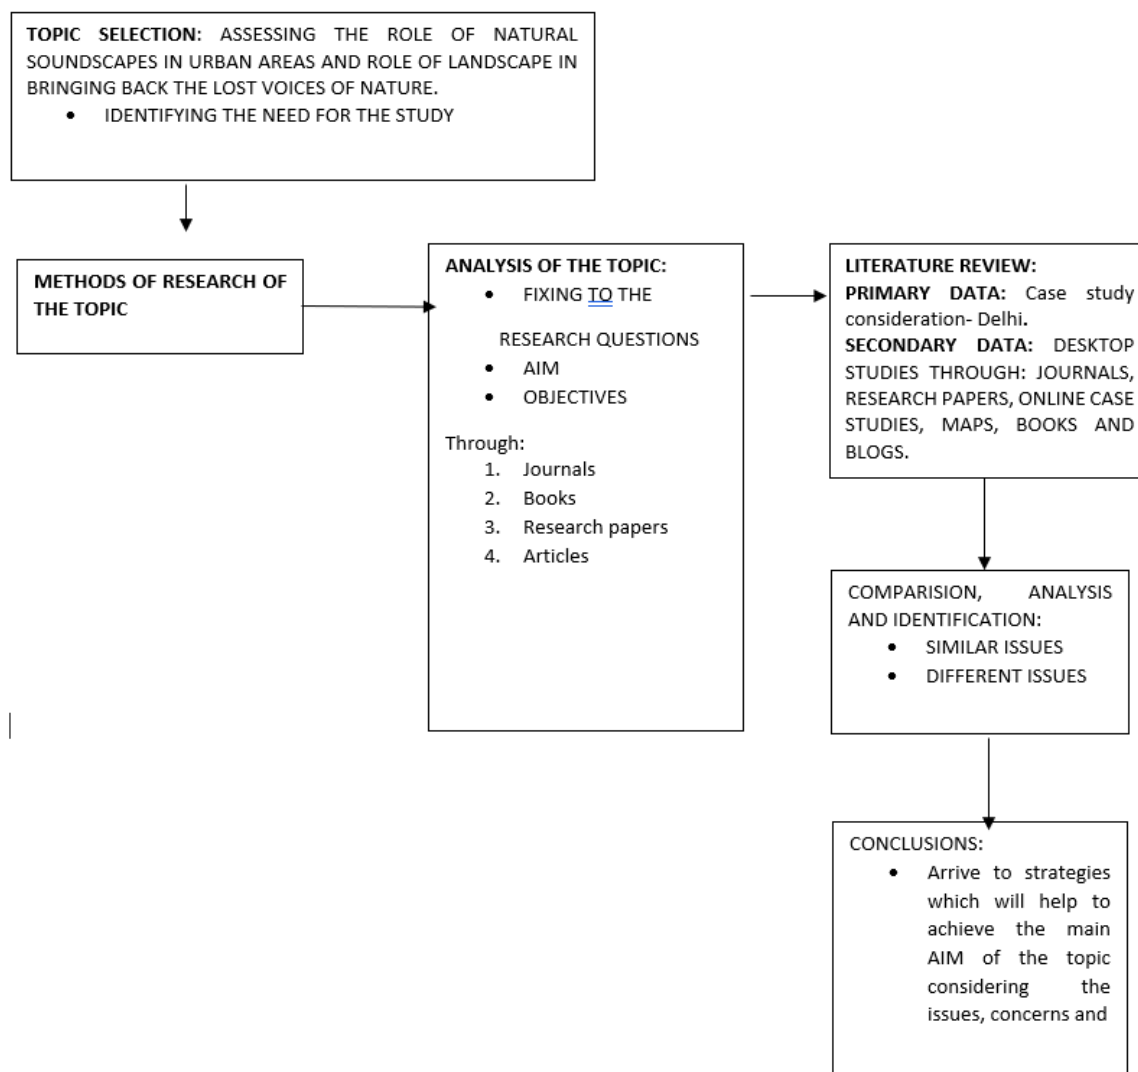 TOPIC SELECTION: ASSESSING THE ROLE OF NATURAL
SOUNDSCAPES IN URBAN AREAS AND ROLE OF LANDSCAPE IN
BRINGING BACK THE LOST VOICES OF NATURE.
• IDENTIFYING THE NEED FOR THE STUDY
METHODS OF RESEARCH OF
THE TOPIC
ANALYSIS OF THE TOPIC:
• FIXING TO THE
RESEARCH QUESTIONS
• AIM
• OBJECTIVES
Through:
1. Journals
2. Books
3. Research papers
4. Articles
LITERATURE REVIEW:
PRIMARY DATA: Case study
consideration- Delhi.
SECONDARY DATA: DESKTOP
STUDIES THROUGH: JOURNALS,
RESEARCH PAPERS, ONLINE CASE
STUDIES, MAPS, BOOKS AND
BLOGS.
COMPARISION, ANALYSIS
AND IDENTIFICATION:
• SIMILAR ISSUES
• DIFFERENT ISSUES
CONCLUSIONS:
• Arrive to strategies
which will help to
achieve the main
AIM of the topic
considering the
issues, concerns and